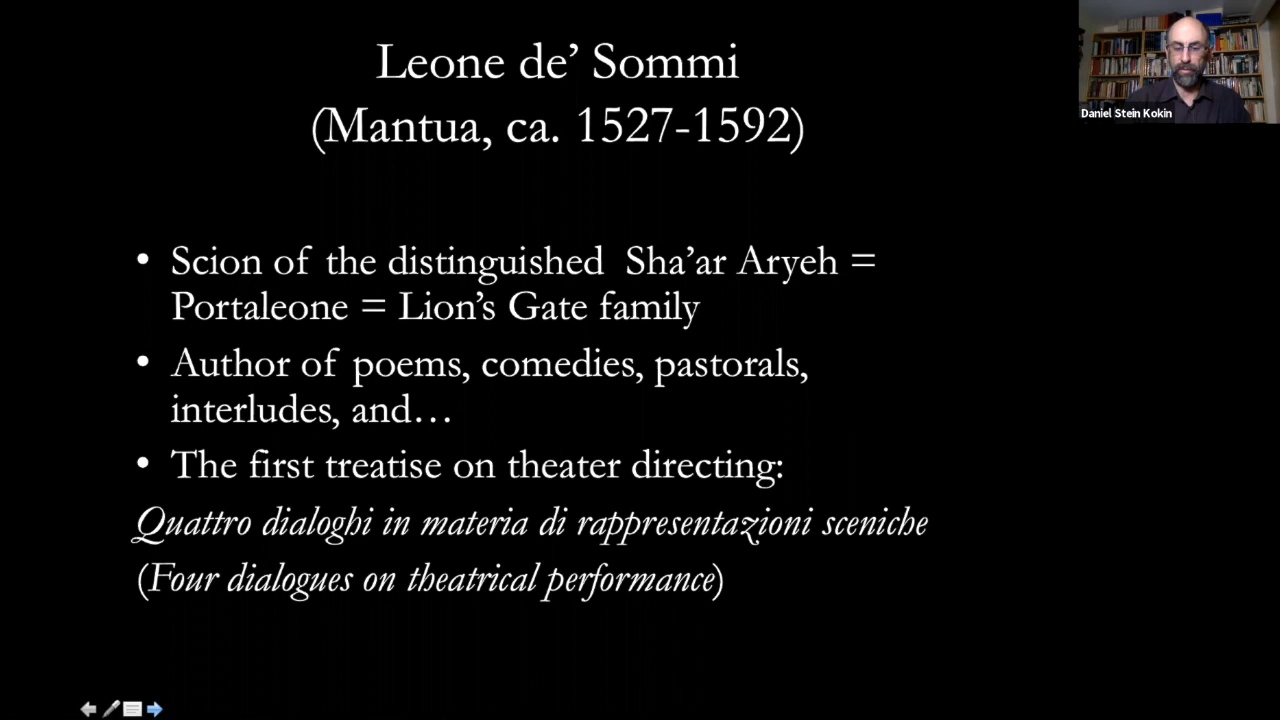 Leone de’ Sommi
(Mantua, ca. 1527-1592)
• Scion of the distinguished Sha’ar Aryeh =
Portaleone = Lion’s Gate family
• Author of poems, comedies, pastorals,
interludes, and…
• The first treatise on theater directing:
Quattro dialoghi in materia di rappresentazioni sceniche
(Four dialogues on theatrical performance)
Daniel Stein Kokin